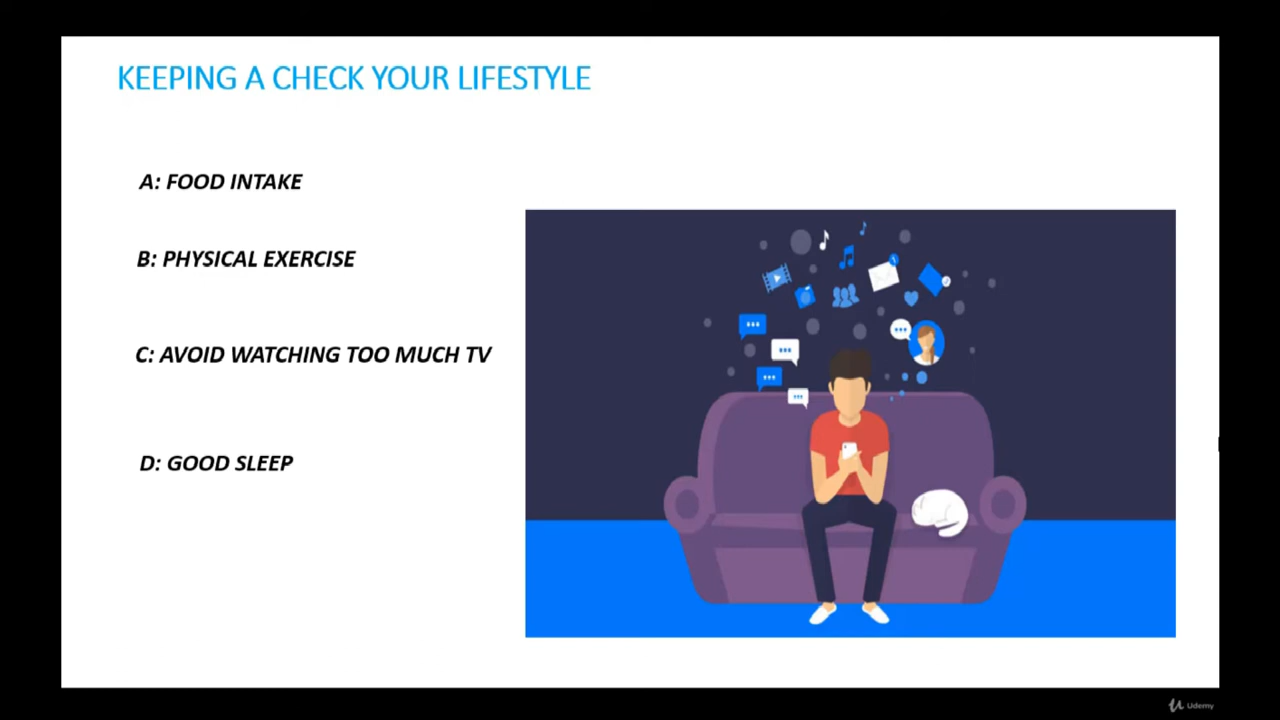 KEEPING A CHECK YOUR LIFESTYLE
A: FOOD INTAKE
B: PHYSICAL EXERCISE
C: AVOID WATCHING TOO MUCH TV
D: GOOD SLEEP
Udemy